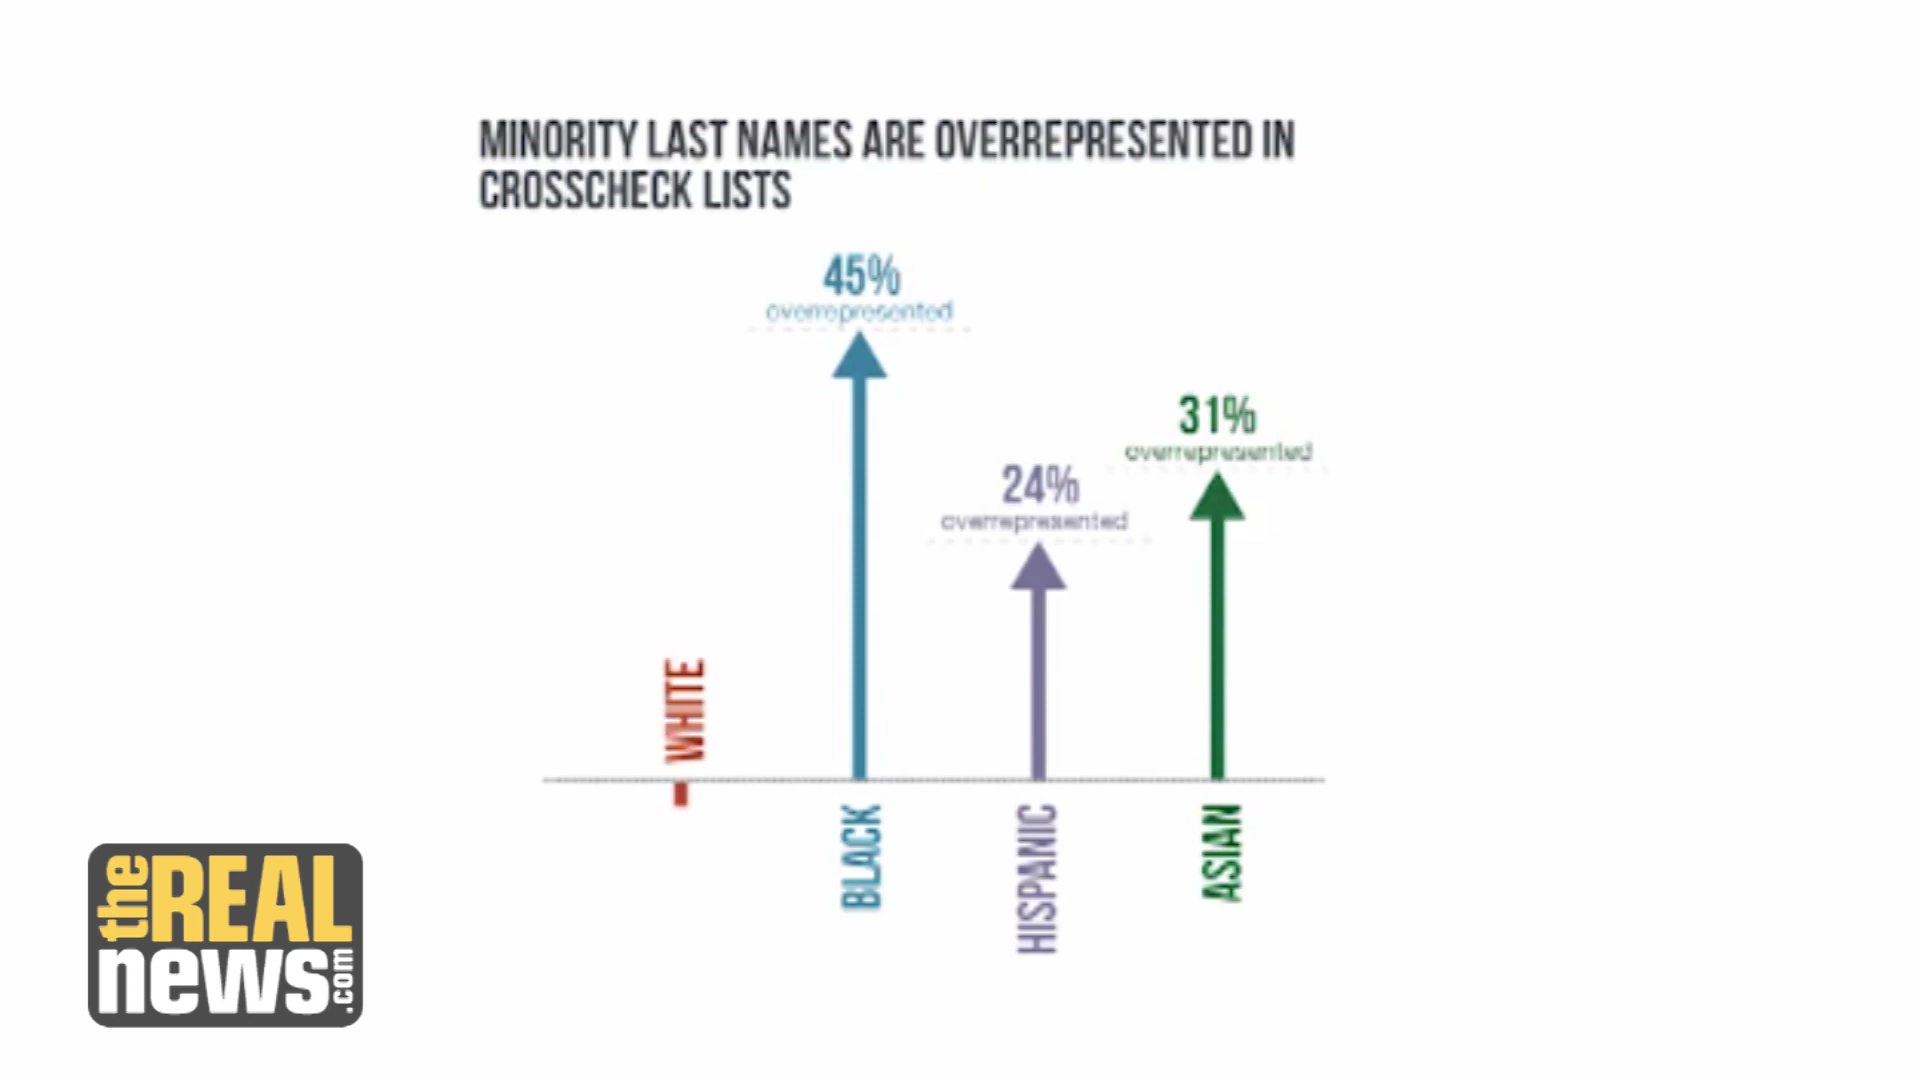 MINORITY LAST NAMES ARE OVERREPRESENTED IN
CROSSCHECK LISTS
45%
overrepresented
31%
overrepresented
24%
overrepresented
WHITE
BLACK
HISPANIC
ASIAN
the REAL
news.com